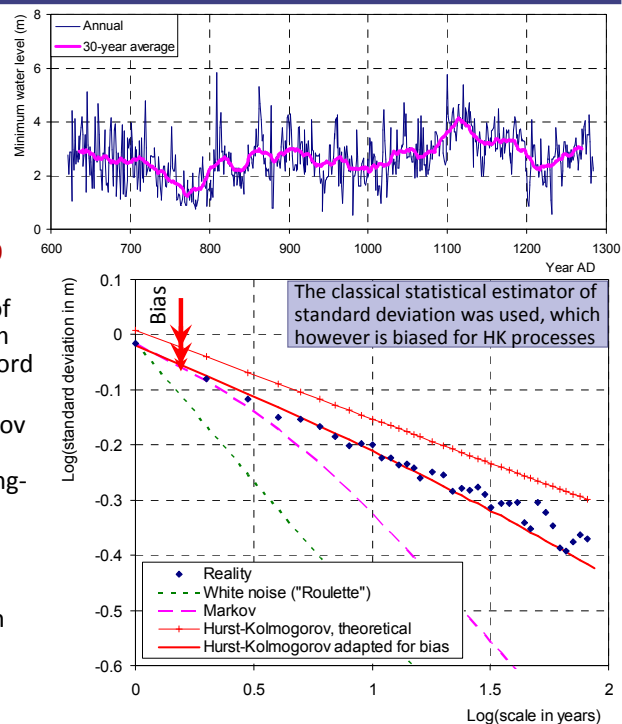 Annual
30-year average
Minimum water level (m)
8
6
4
2
0
600 700 800 900 1000 1100 1200 1300
Year AD
)
of
n
ord
ov
ng-
n
The classical statistical estimator of
standard deviation was used, which
however is biased for HK processes
Bias
Log(standard deviation in m)
0.1
0
-0.1
-0.2
-0.3
-0.4
-0.5
-0.6
Reality
White noise ("Roulette")
Markov
Hurst-Kolmogorov, theoretical
Hurst-Kolmogorov adapted for bias
0 0.5 1 1.5 2
Log(scale in years)